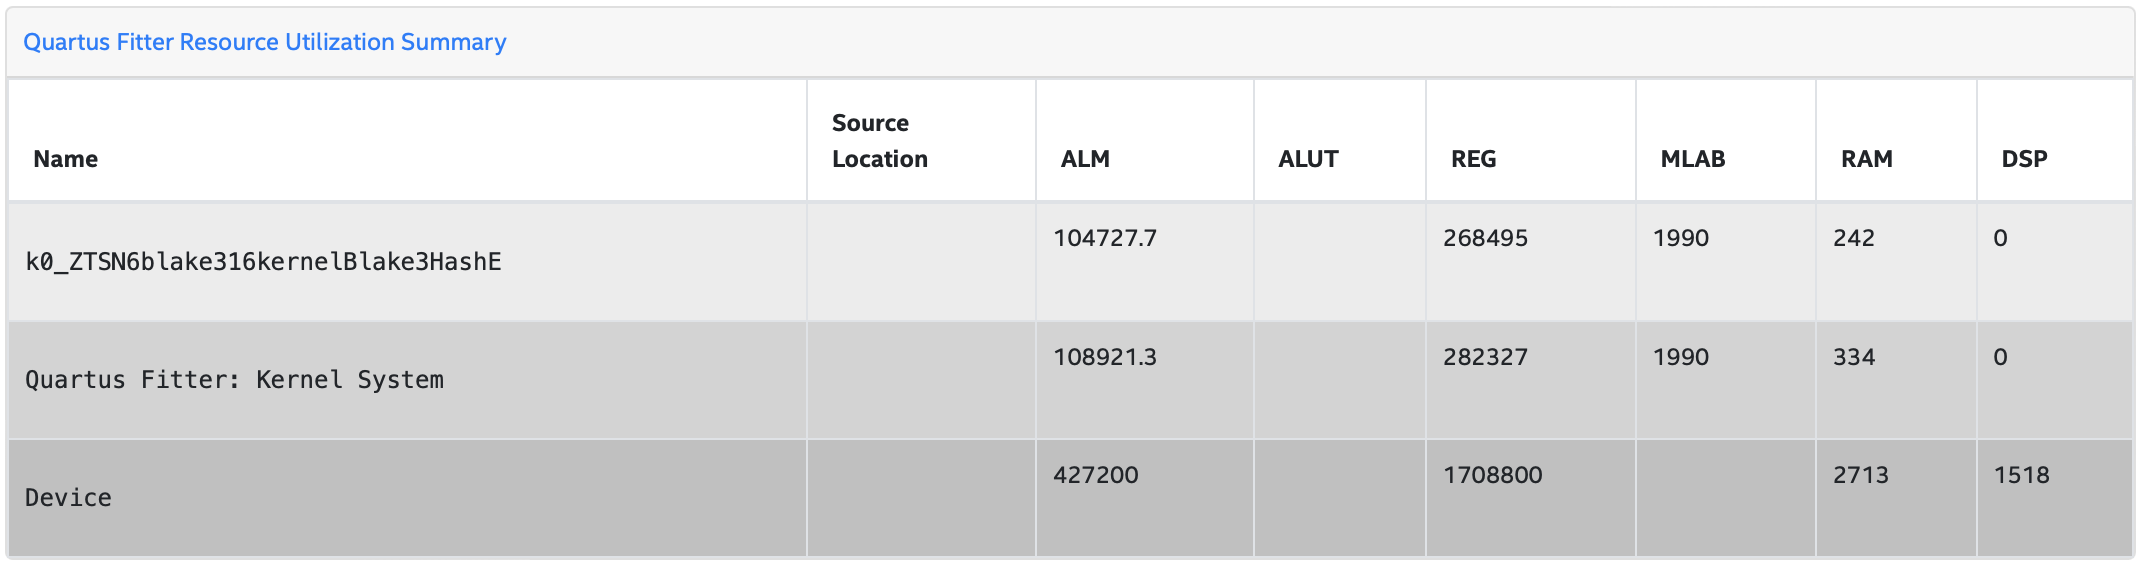 Quartus Fitter Resource Utilization Summary
Name Source Location ALM ALUT REG MLAB RAM DSP
k0_ZTSN6blake316kernelBlake3HashE 104727.7 268495 1990 242 0
Quartus Fitter: Kernel System 108921.3 282327 1990 334 0
Device 427200 1708800 2713 1518